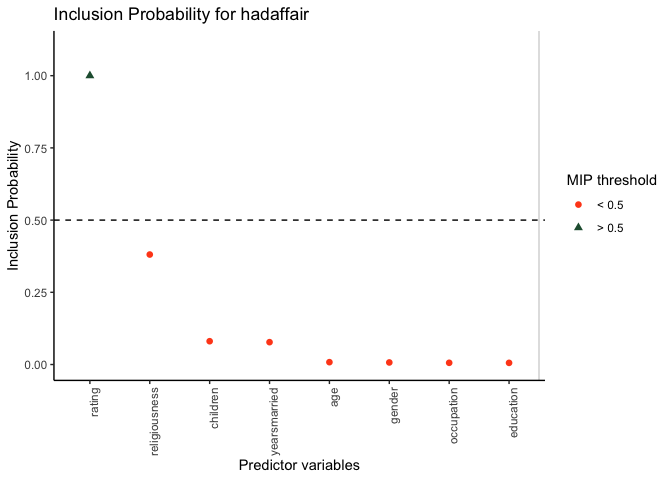 Inclusion Probability for hadaffair
Inclusion Probability
1.00
0.75
0.50
0.25
0.00
rating
religiousness
children
yearsmarried
age
gender
occupation
education
Predictor variables
MIP threshold
< 0.5
> 0.5